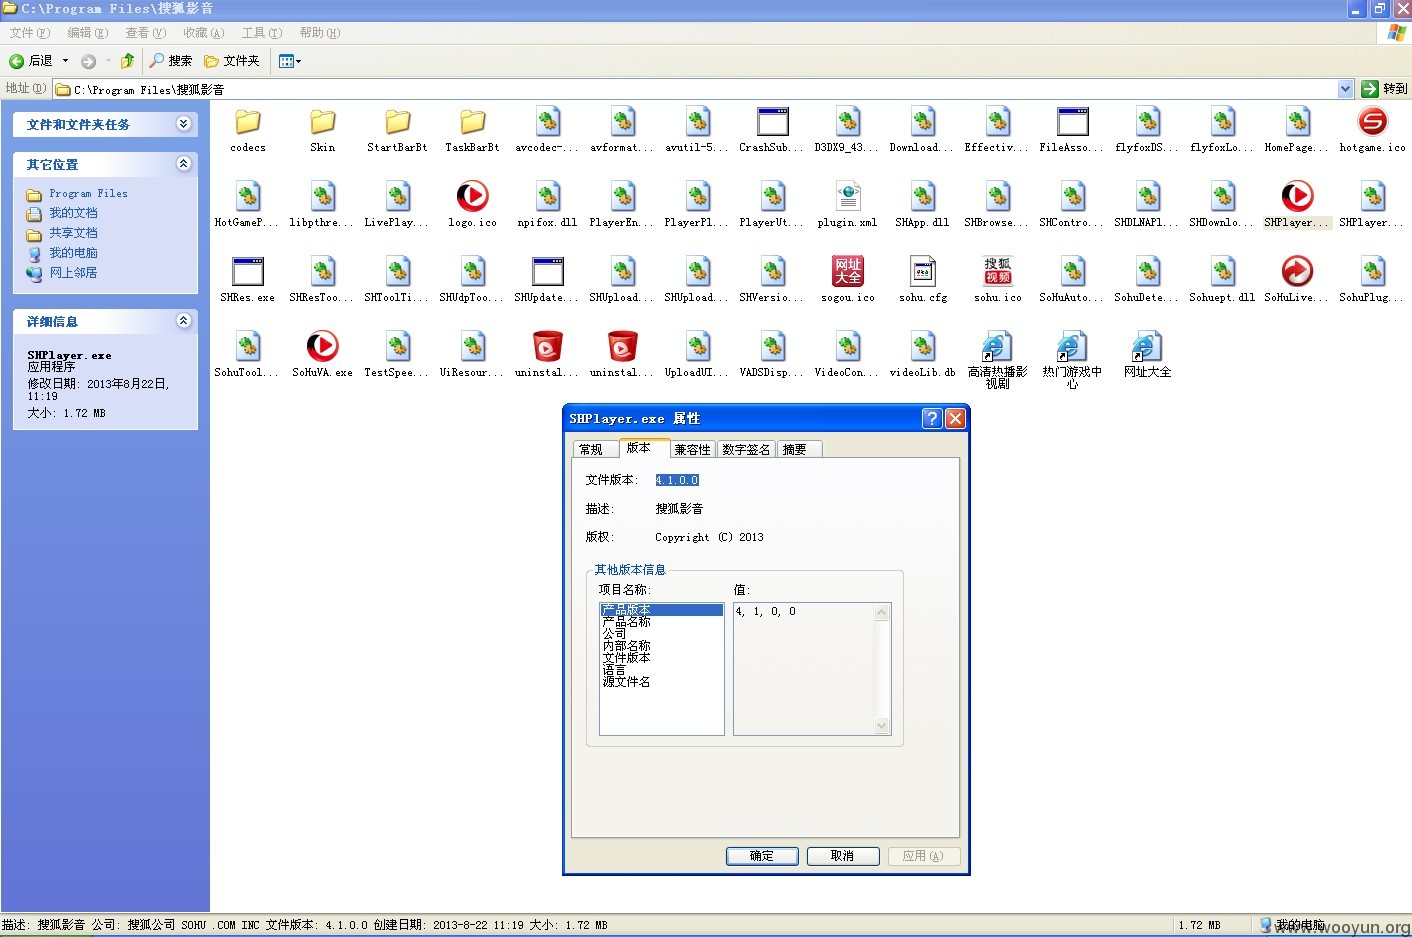 C:\Program Files\搜狐影音
文件(F) 编辑(E) 查看(V) 收藏(A) 工具(T) 帮助(H)
后退 搜索 文件夹
地址(D) C:\Program Files\搜狐影音 转到
文件和文件夹任务
其它位置
Program Files
我的文档
共享文档
我的电脑
网上邻居
详细信息
SHPlayer.exe
应用程序
修改日期: 2013年8月22日,
11:19
大小: 1.72 MB
codecs Skin StartBarBt TaskBarBt avcodec-... avformat... avutil-5... CrashSub... D3DX9_43... Download... Effectiv... FileAsso... flyfoxDS... flyfoxLo... HomePage... hotgame.ico
HotGameP... libpthre... LivePlay... logo.ico npifox.dll PlayerEn... PlayerPl... PlayerUt... plugin.xml SHApp.dll SHBrowse... SHContro... SHDLNAPl... SHDownlo... SHPlayer... SHPlayer...
网址
大全
搜狐
视频
SHRes.exe SHResToo... SHToolTi... SHUdpToo... SHUpdate... SHUpload... SHUpload... SHVersio... sogou.ico sohu.cfg sohu.ico SoHuAuto... SohuDete... Sohuept.dll SoHuLive... SohuPlug...
SohuTool... SoHuVA.exe TestSpee... UiResour... uninstal... uninstal... UploadUI... VADSDisp... VideoCon... videoLib.db 高清热播影 热门游戏中 网址大全
视剧 心
SHPlayer.exe 属性
常规 版本 兼容性 数字签名 摘要
文件版本: 4.1.0.0
描述: 搜狐影音
版权: Copyright (C) 2013
其他版本信息
项目名称: 值:
产品版本 4, 1, 0, 0
产品名称
公司
内部名称
文件版本
语言
源文件名
确定 取消 应用(A)
描述: 搜狐影音 公司: 搜狐公司 SOHU .COM INC 文件版本: 4.1.0.0 创建日期: 2013-8-22 11:19 大小: 1.72 MB 1.72 MB 我的电脑
www.wooyun.org